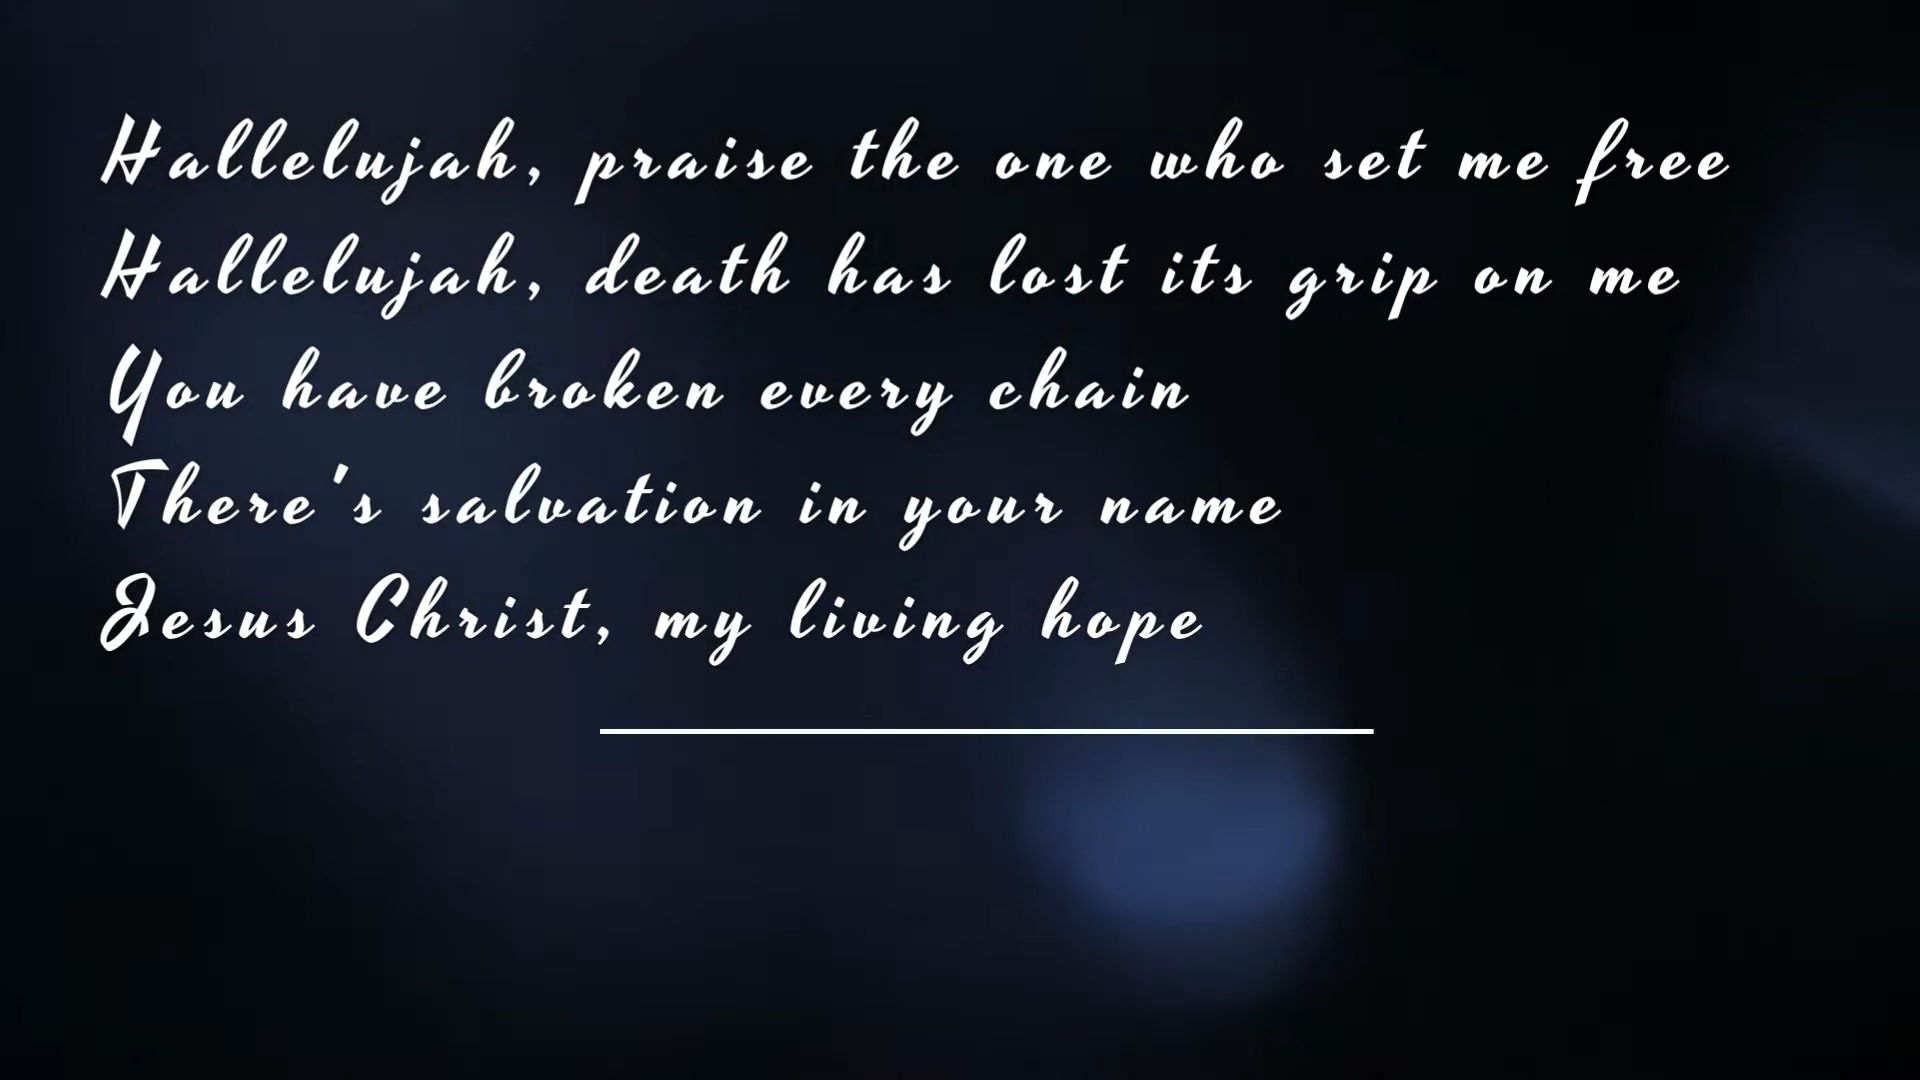 Hallelujah, praise the one who set me free
Hallelujah, death has lost its grip on me
You have broken every chain
There's salvation in your name
Jesus Christ, my living hope